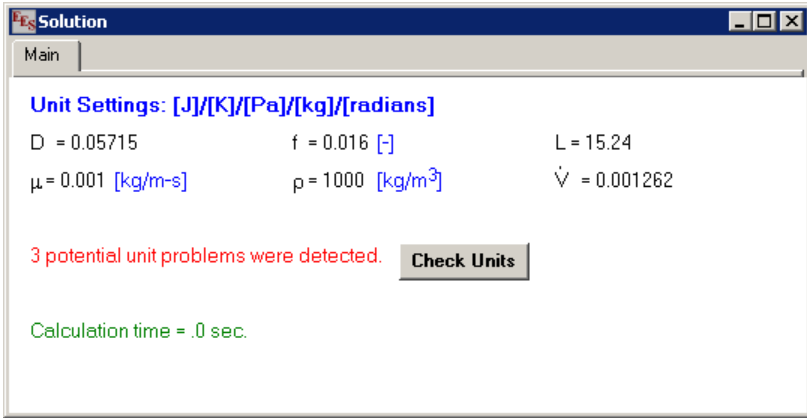 EES Solution
Main
Unit Settings: [J]/[K]/[Pa]/[kg]/[radians]
D = 0.05715 f = 0.016 [-] L = 15.24
μ = 0.001 [kg/m-s] ρ = 1000 [kg/m³] V̇ = 0.001262
3 potential unit problems were detected. Check Units
Calculation time = .0 sec.